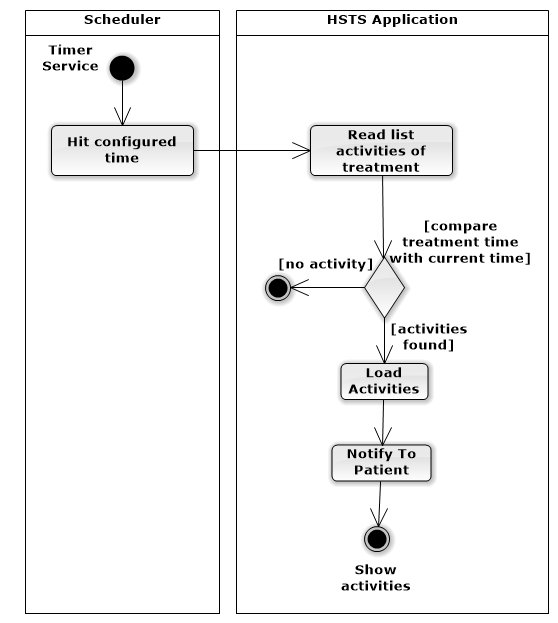 Scheduler
HSTS Application
Timer
Service
Hit configured
time
Read list
activities of
treatment
[compare
treatment time
with current time]
[no activity]
[activities
found]
Load
Activities
Notify To
Patient
Show
activities